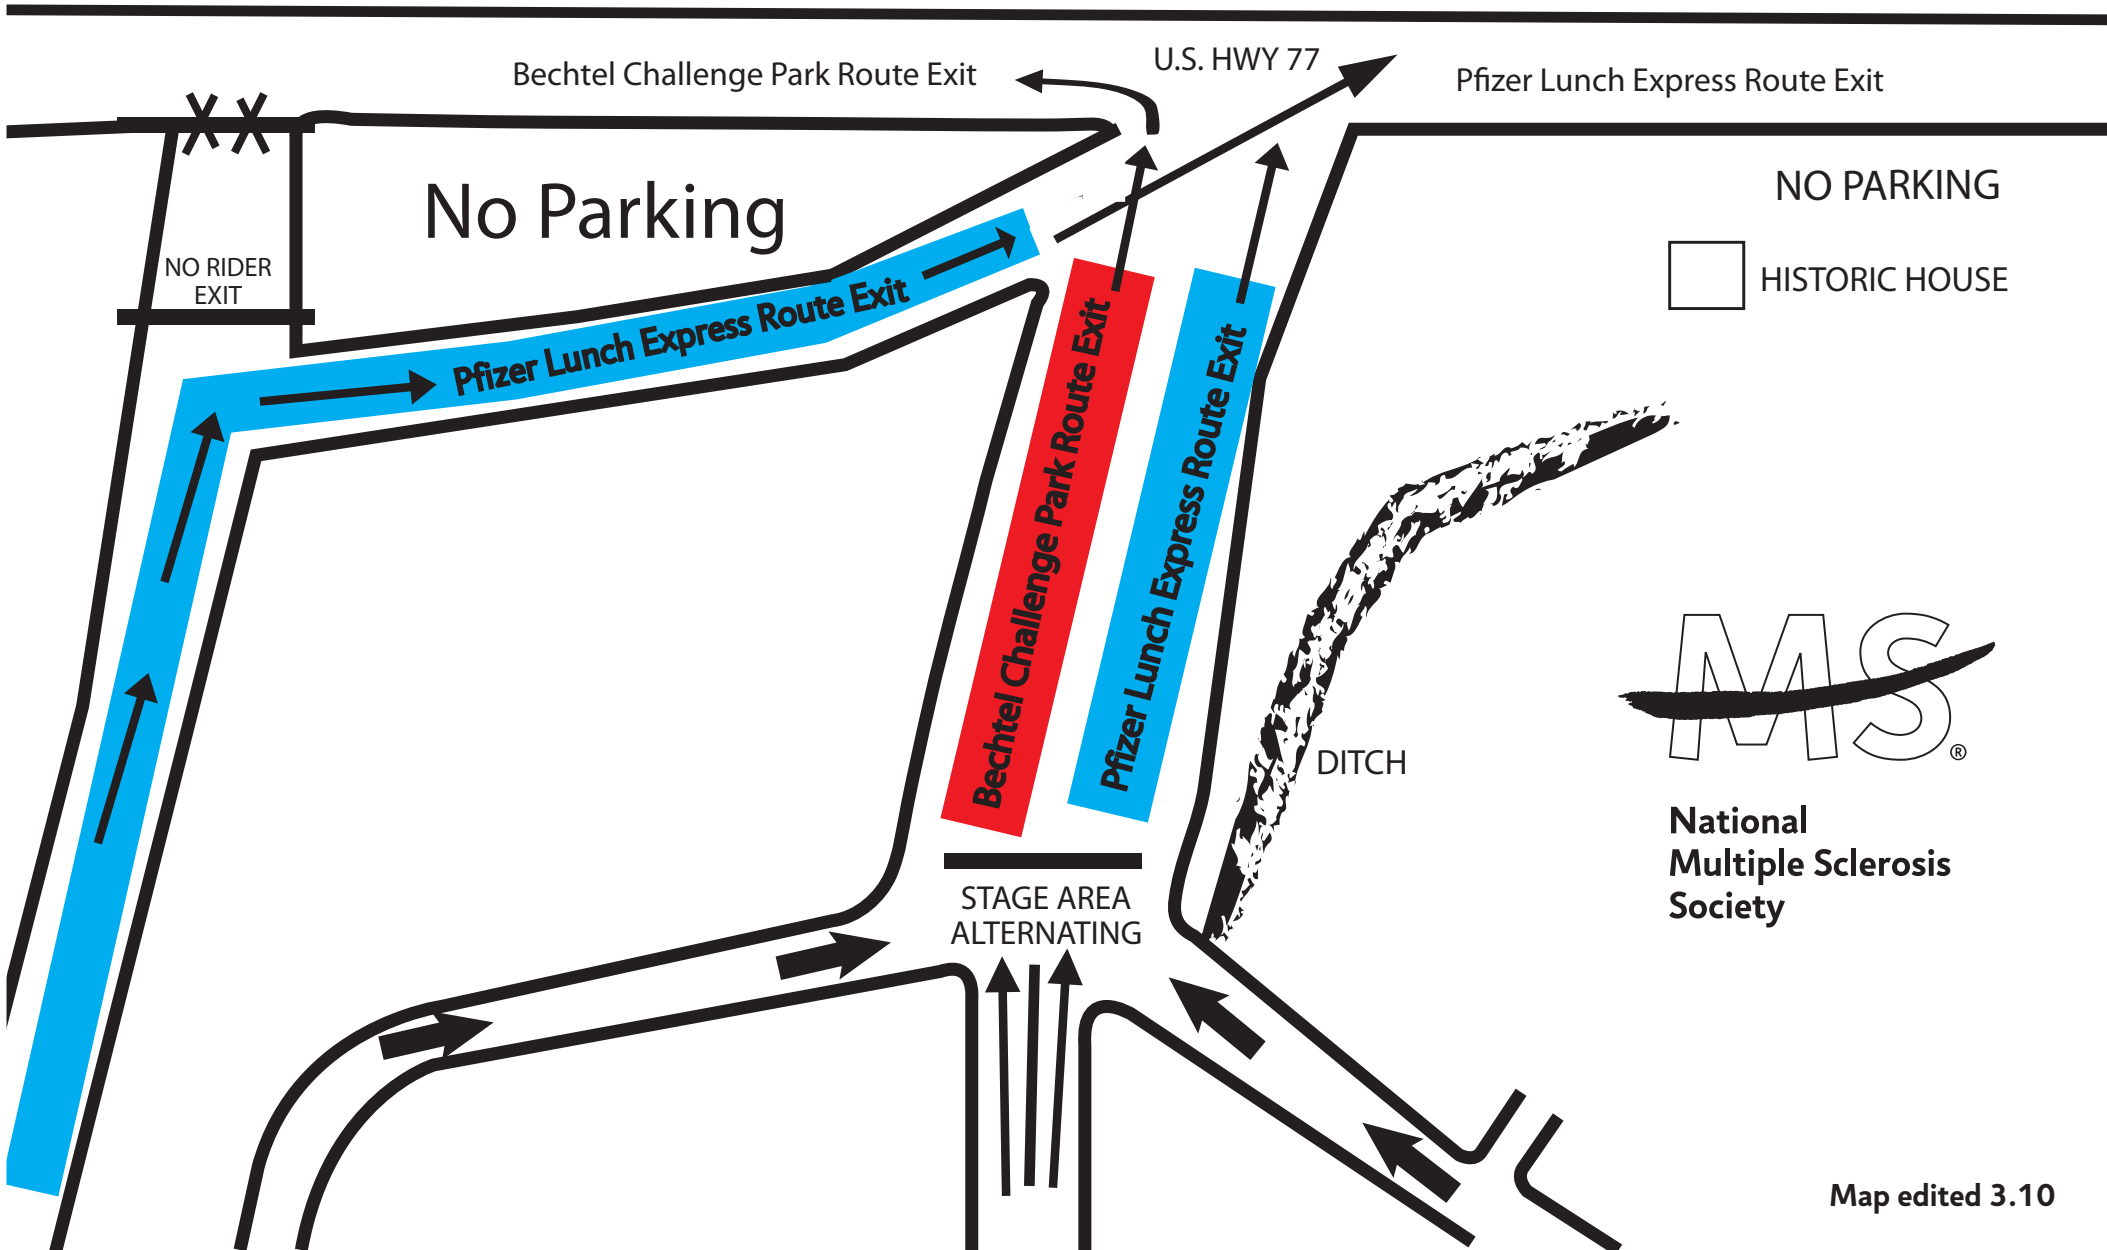 Bechtel Challenge Park Route Exit
U.S. HWY 77
Pfizer Lunch Express Route Exit
No Parking
NO PARKING
NO RIDER
EXIT
HISTORIC HOUSE
Pfizer Lunch Express Route Exit
Bechtel Challenge Park Route Exit
Pfizer Lunch Express Route Exit
DITCH
MS®
National
Multiple Sclerosis
Society
STAGE AREA
ALTERNATING
Map edited 3.10